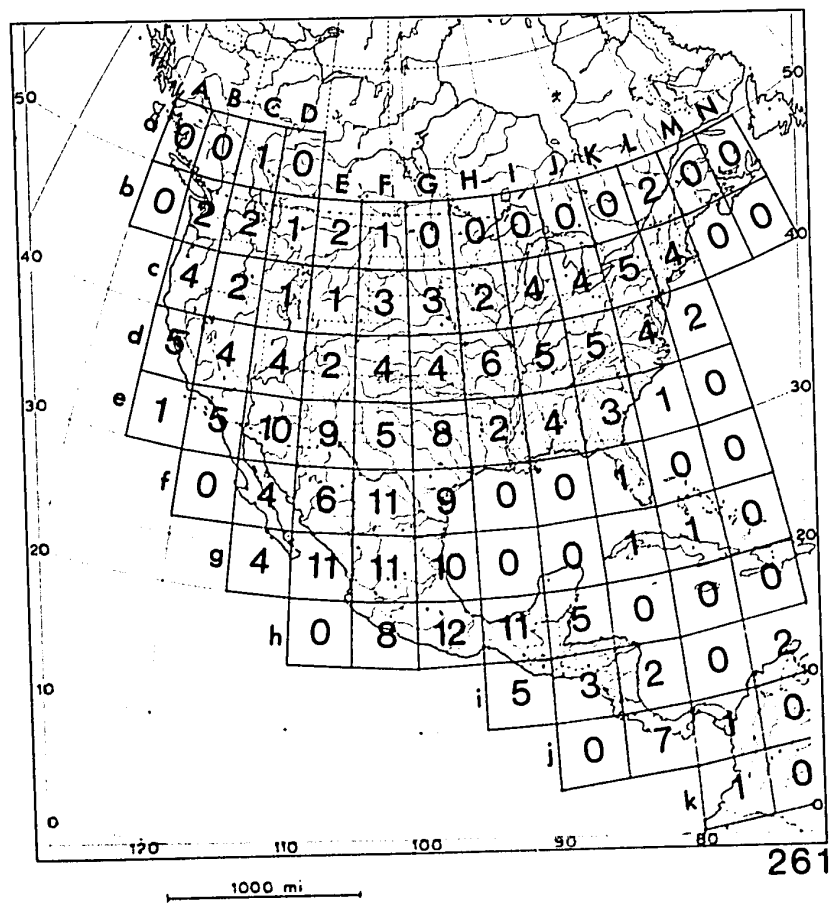 50
50
A B C D
a 0 0 1 0
E F G H I J K L M N
b 0 2 2 1 2 1 0 0 0 0 0 2 0 0
40
40
c 4 2 1 1 3 3 2 4 4 5 4 0 0
d 5 4 4 2 4 4 6 5 5 4 2
30
30
e 1 5 10 9 5 8 2 4 3 1 0
f 0 4 6 11 9 0 0 1 0 0
20
20
g 4 11 11 10 0 0 1 1 0
h 0 8 12 11 5 0 0 0
10
10
i 5 3 2 0 2
j 0 7 1 0
k 1 0
0
0
120 110 100 90 80
261
1000 mi